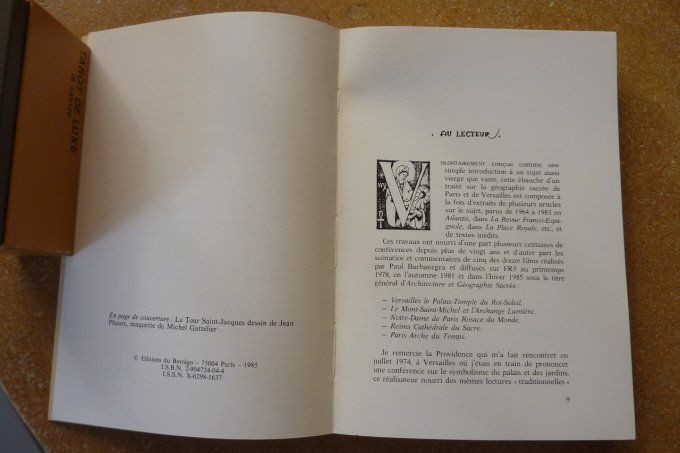 TAROT DE LUXE
78 CARTES
En page de couverture : La Tour Saint-Jacques dessin de Jean
Phaure, maquette de Michel Gattelier
© Editions du Borrégo – 75004 Paris – 1985
I.S.B.N. 2-904724-04-4
I.S.S.N. X-0298-1637
. AU LECTEUR .
VOLONTAIREMENT conçue comme une
simple introduction à un sujet aussi
vierge que vaste, cette ébauche d'un
traité sur la géographie sacrée de
Paris et de Versailles est composée à
la fois d'extraits de plusieurs articles
sur le sujet, parus de 1964 à 1983 en
Atlantis, dans La Revue Franco-Espa-
gnole, dans La Place Royale, etc., et
de textes inédits.
Ces travaux ont nourri d'une part plusieurs centaines de
conférences depuis plus de vingt ans et d'autre part les
scénarios et commentaires de cinq des douze films réalisés
par Paul Barbanegra et diffusés sur FR3 au printemps
1978, en l'automne 1981 et dans l'hiver 1985 sous le titre
général d'Architecture et Géographie Sacrée :
– Versailles le Palais-Temple du Roi-Soleil.
– Le Mont-Saint-Michel et l'Archange Lumière.
– Notre-Dame de Paris Rosace du Monde.
– Reims Cathédrale du Sacre.
– Paris Arche du Temps.
Je remercie la Providence qui m'a fait rencontrer en
juillet 1974, à Versailles où j'étais en train de prononcer
une conférence sur le symbolisme du palais et des jardins,
ce réalisateur nourri des mêmes lectures « traditionnelles »
9